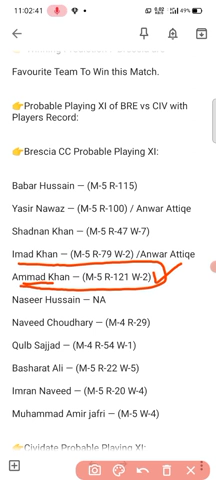 11:02:41
Favourite Team To Win this Match.
👉Probable Playing XI of BRE vs CIV with
Players Record:
👉Brescia CC Probable Playing XI:
Babar Hussain – (M-5 R-115)
Yasir Nawaz – (M-5 R-100) / Anwar Attiqe
Shadnan Khan – (M-5 R-47 W-7)
Imad Khan – (M-5 R-79 W-2) /Anwar Attiqe
Ammad Khan – (M-5 R-121 W-2)
Naseer Hussain – NA
Naveed Choudhary – (M-4 R-29)
Qulb Sajjad – (M-4 R-54 W-1)
Basharat Ali – (M-5 R-22 W-5)
Imran Naveed – (M-5 R-20 W-4)
Muhammad Amir jafri – (M-5 W-4)
👉Cividate Probable Playing XI: